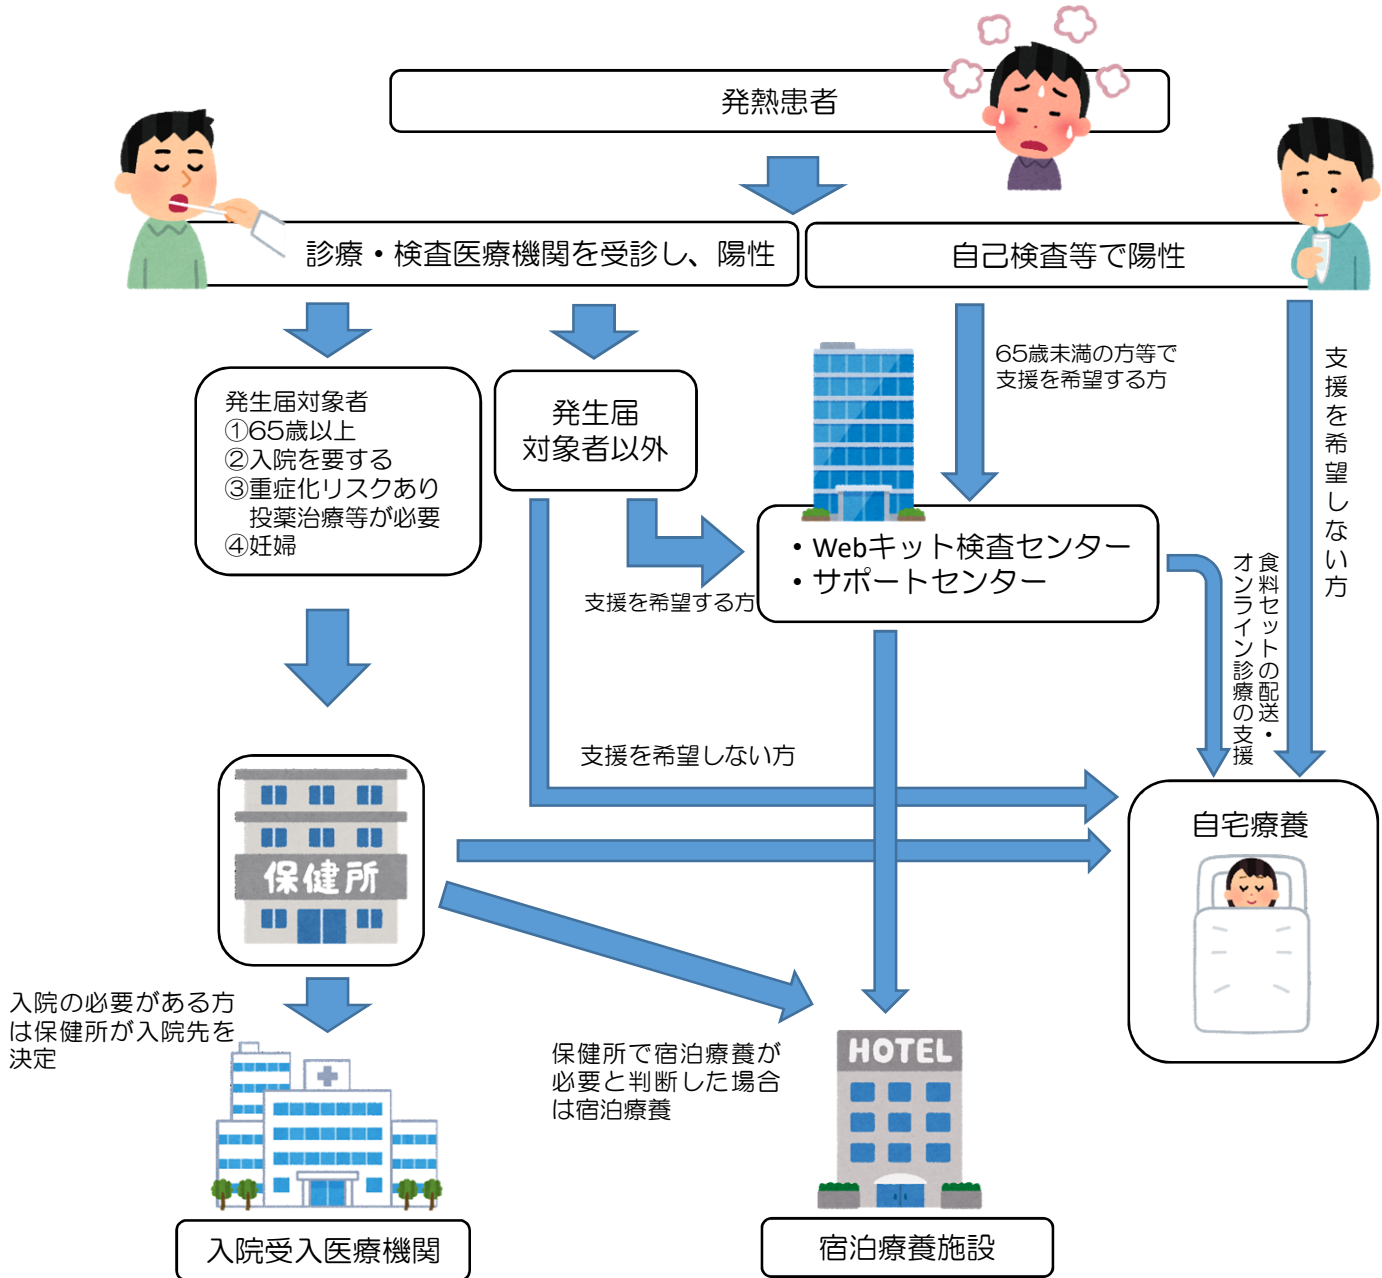 発熱患者
診療・検査医療機関を受診し、陽性
自己検査等で陽性
発生届対象者
①65歳以上
②入院を要する
③重症化リスクあり
投薬治療等が必要
④妊婦
発生届
対象者以外
65歳未満の方等で
支援を希望する方
支援を希望しない方
・Webキット検査センター
・サポートセンター
支援を希望する方
食料セットの配送・
オンライン診療の支援
支援を希望しない方
自宅療養
保健所
入院の必要がある方
は保健所が入院先を
決定
保健所で宿泊療養が
必要と判断した場合
は宿泊療養
HOTEL
入院受入医療機関
宿泊療養施設